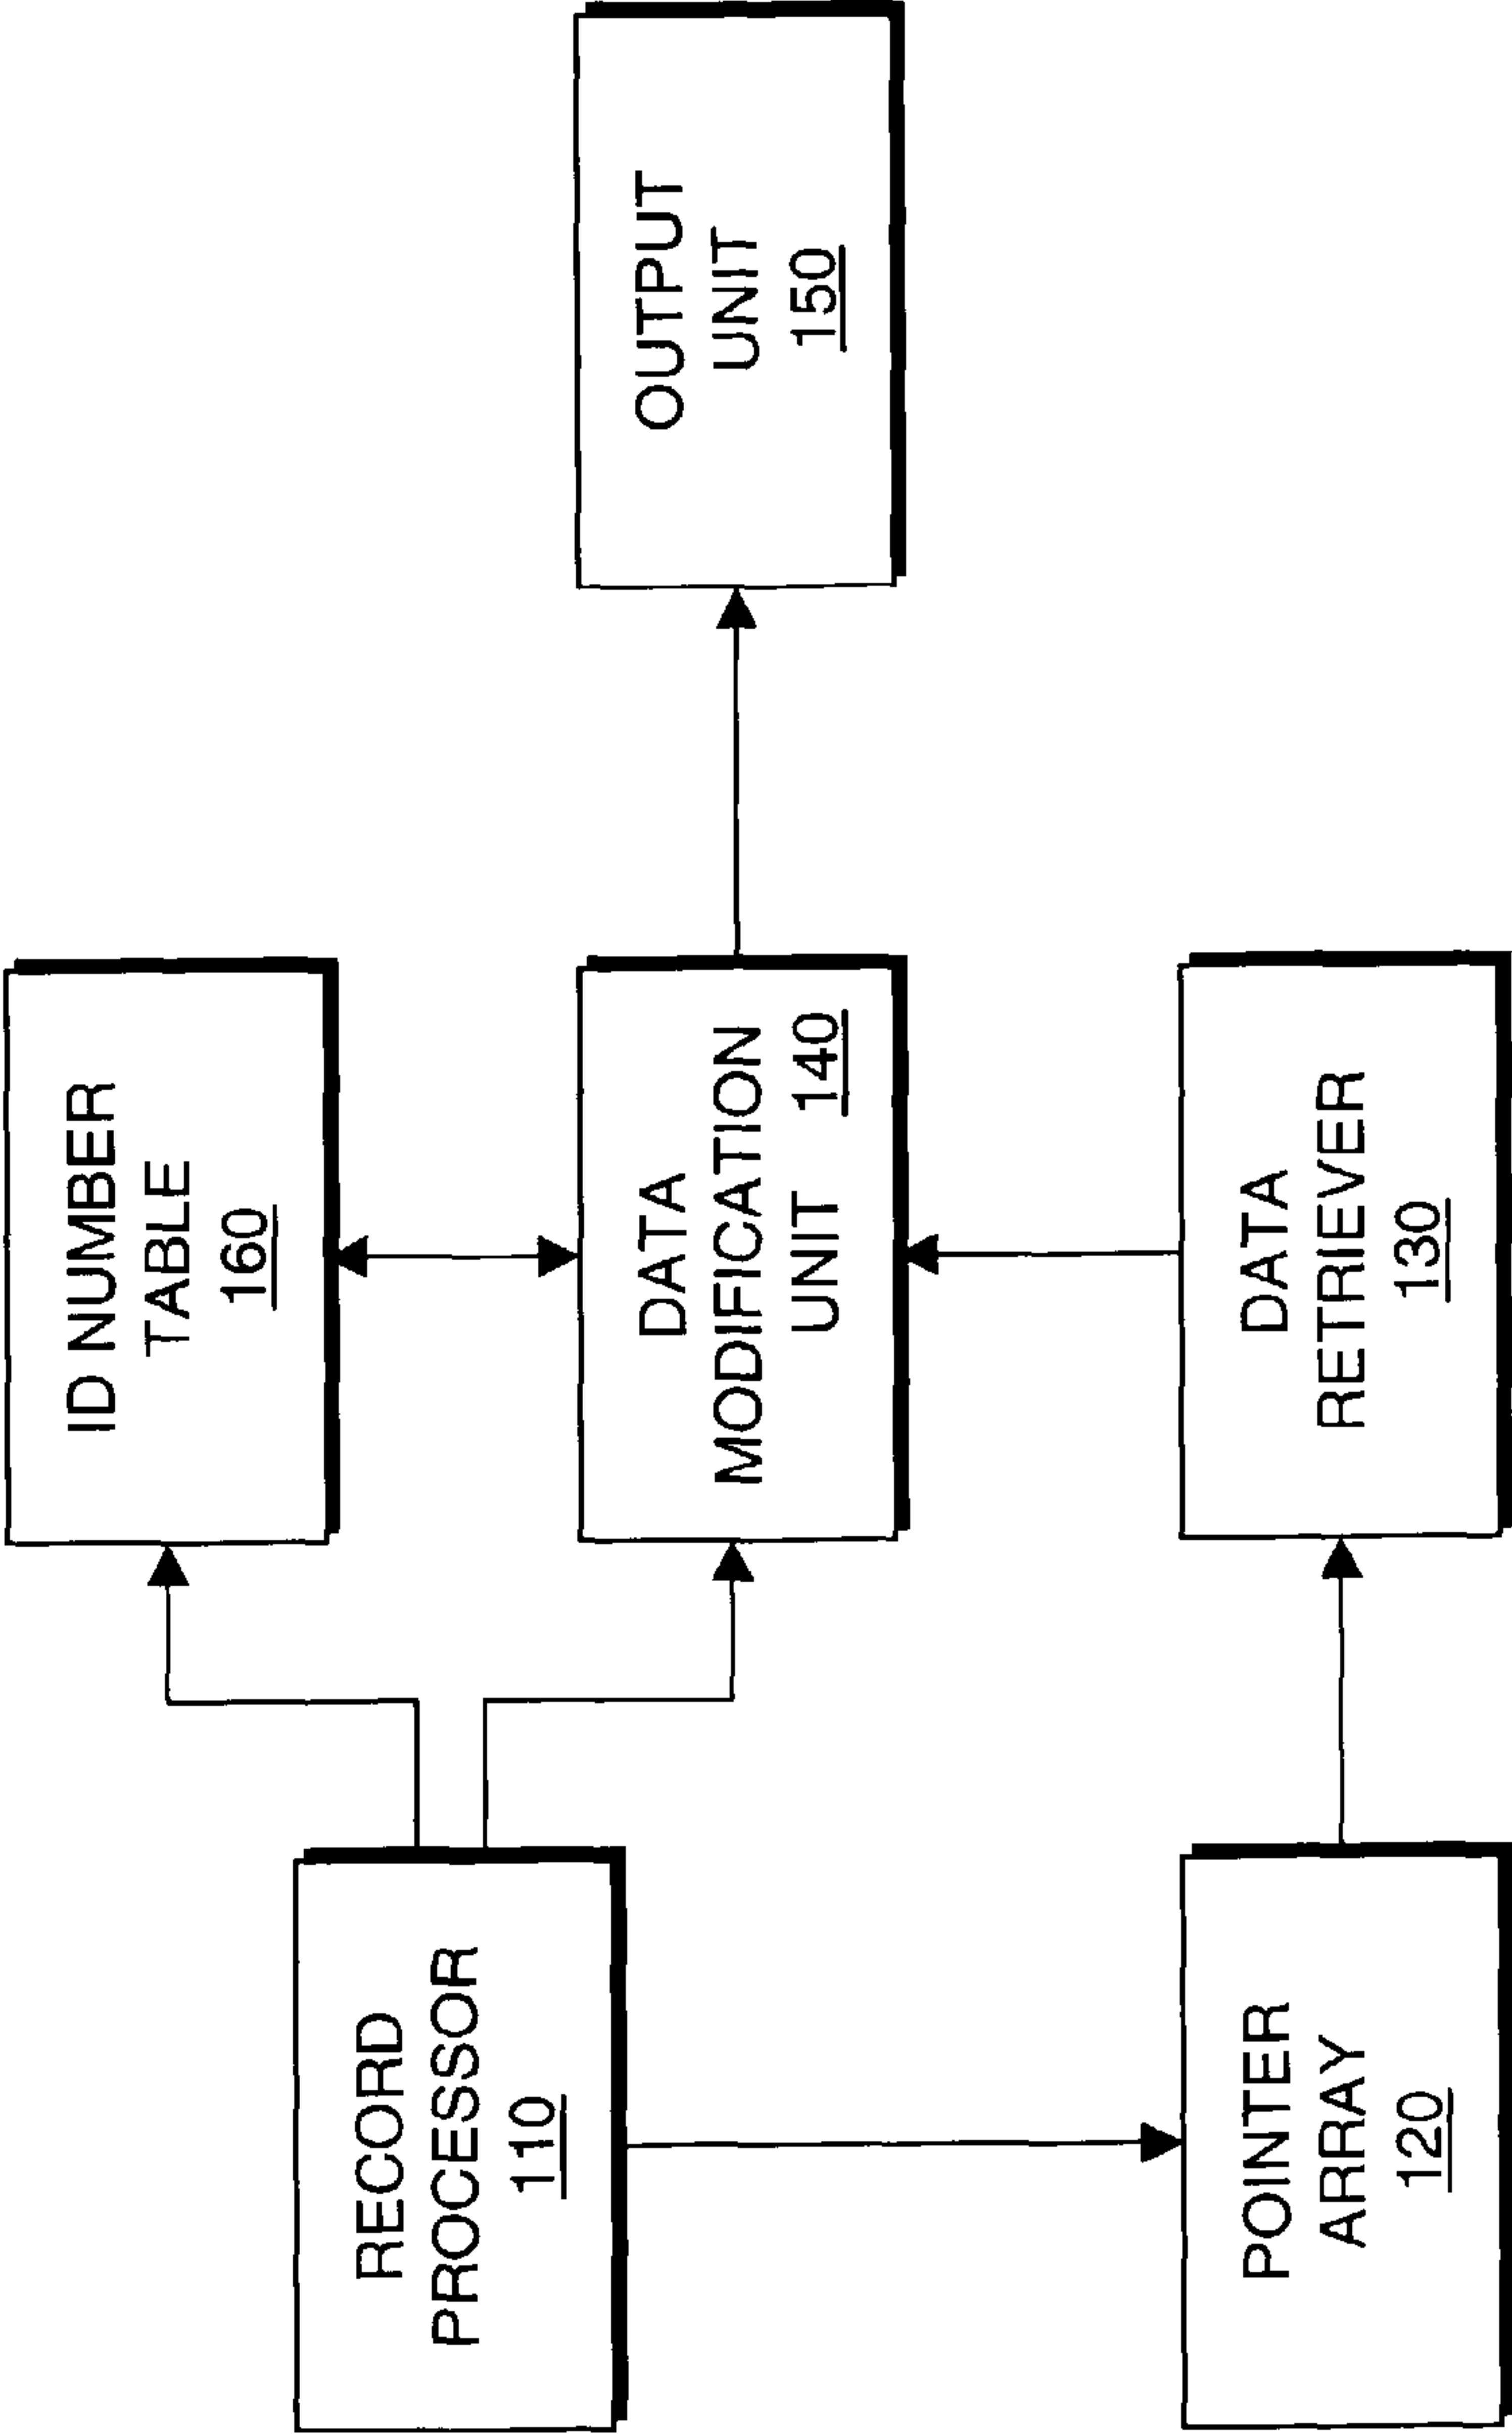 RECORD
PROCESSOR
110
ID NUMBER
TABLE
160
DATA
MODIFICATION
UNIT 140
OUTPUT
UNIT
150
POINTER
ARRAY
120
DATA
RETRIEVER
130